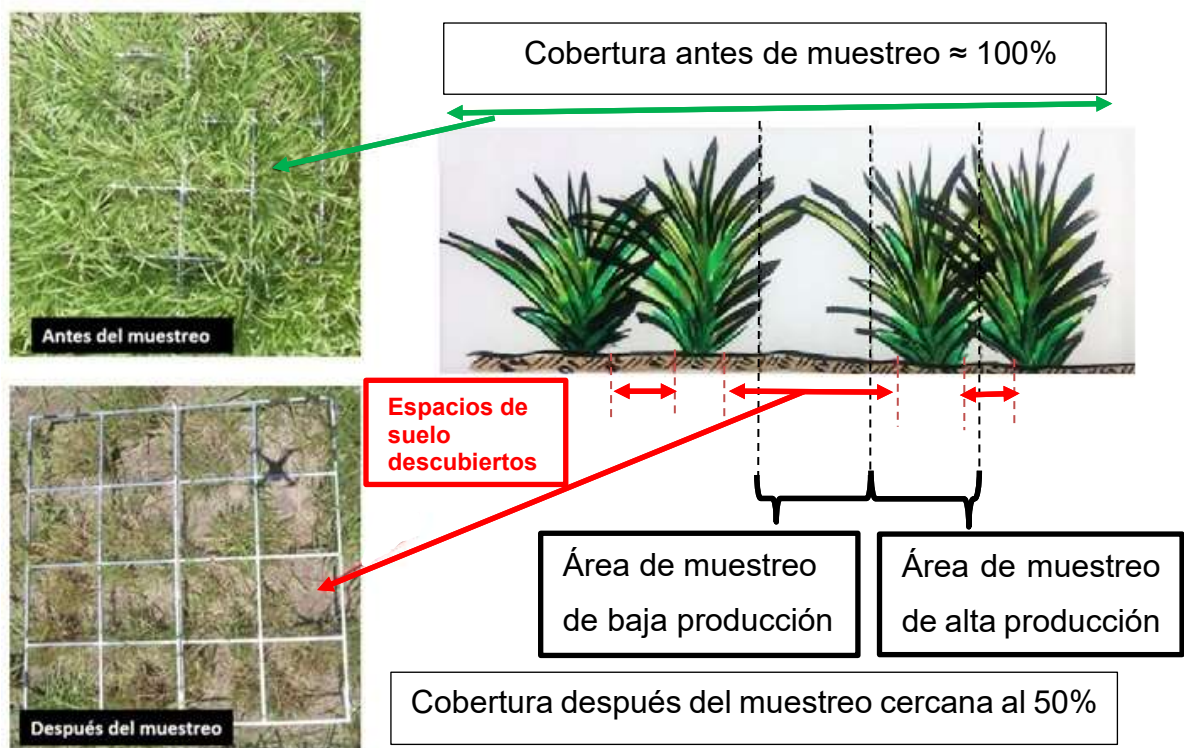 Cobertura antes de muestreo ≈ 100%
Antes del muestreo
Espacios de
suelo
descubiertos
Área de muestreo
de baja producción
Área de muestreo
de alta producción
Cobertura después del muestreo cercana al 50%
Después del muestreo